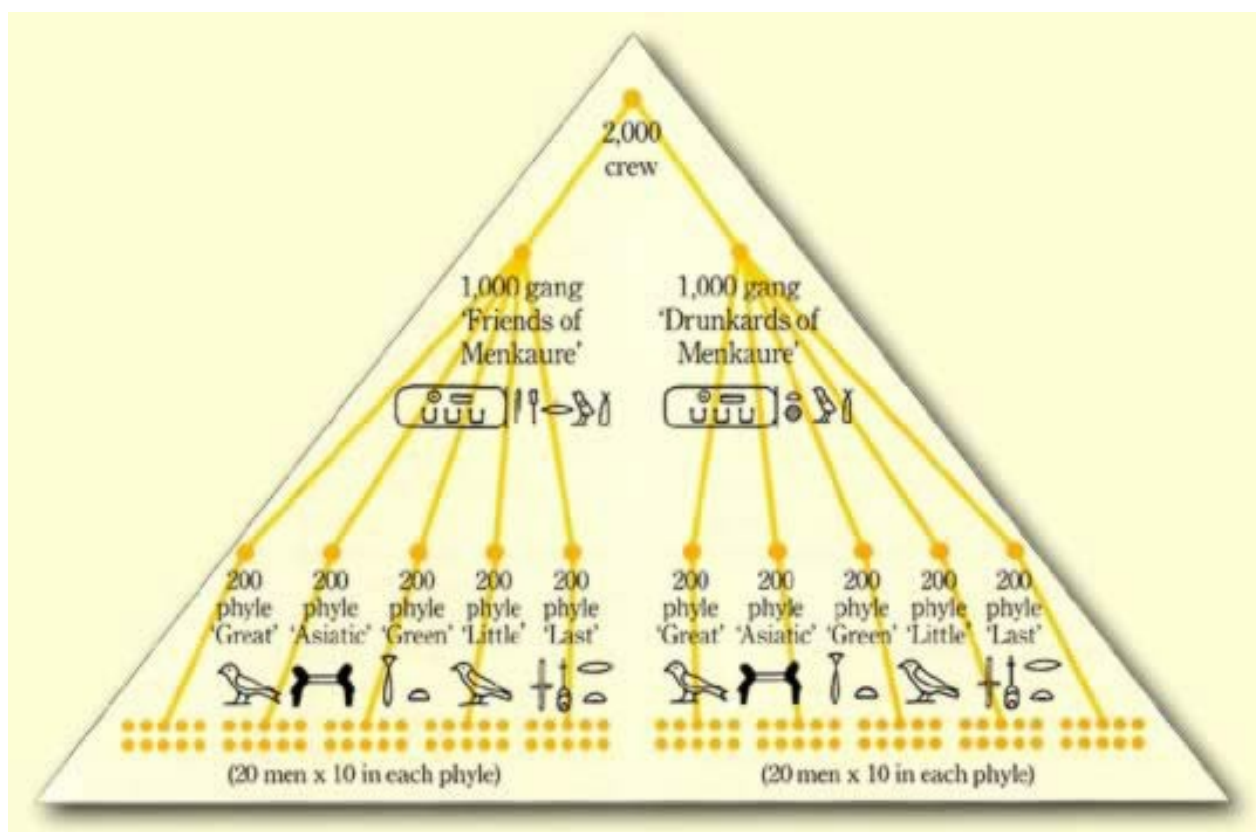 2,000
crew
1,000 gang
‘Friends of
Menkaure’
1,000 gang
‘Drunkards of
Menkaure’
200
phyle
‘Great’
200
phyle
‘Asiatic’
200
phyle
‘Green’
200
phyle
‘Little’
200
phyle
‘Last’
200
phyle
‘Great’
200
phyle
‘Asiatic’
200
phyle
‘Green’
200
phyle
‘Little’
200
phyle
‘Last’
(20 men x 10 in each phyle)
(20 men x 10 in each phyle)